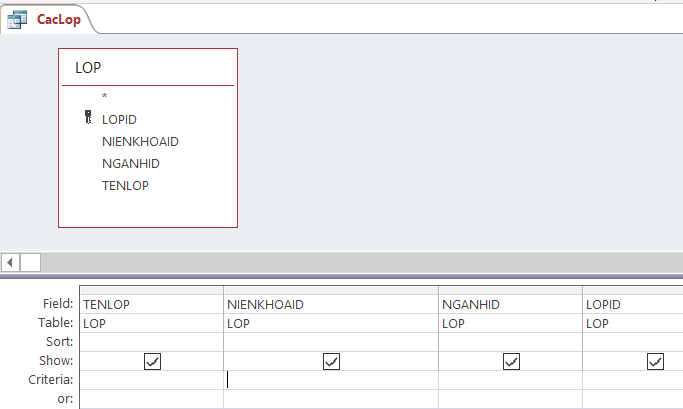 CacLop
LOP
*
LOPID
NIENKHOAID
NGANHID
TENLOP
Field: TENLOP NIENKHOAID NGANHID LOPID
Table: LOP LOP LOP LOP
Sort:
Show:
Criteria:
or: